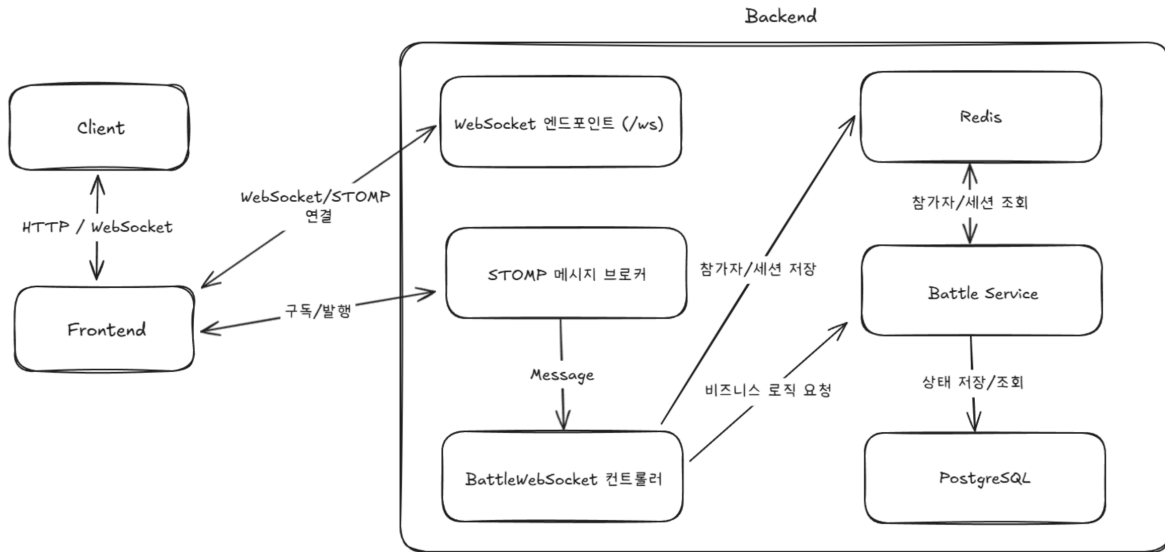 Backend
Client
WebSocket 엔드포인트 (/ws)
Redis
WebSocket/STOMP
연결
HTTP / WebSocket
참가자/세션 조회
STOMP 메시지 브로커
참가자/세션 저장
Battle Service
Frontend
구독/발행
Message
비즈니스 로직 요청
상태 저장/조회
BattleWebSocket 컨트롤러
PostgreSQL